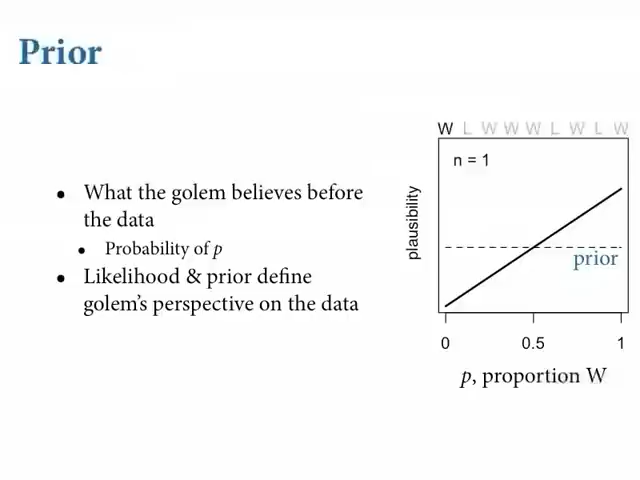 Prior
• What the golem believes before
the data
• Probability of p
• Likelihood & prior define
golem's perspective on the data
W L W W W L W L W
n = 1
plausibility
prior
0 0.5 1
p, proportion W